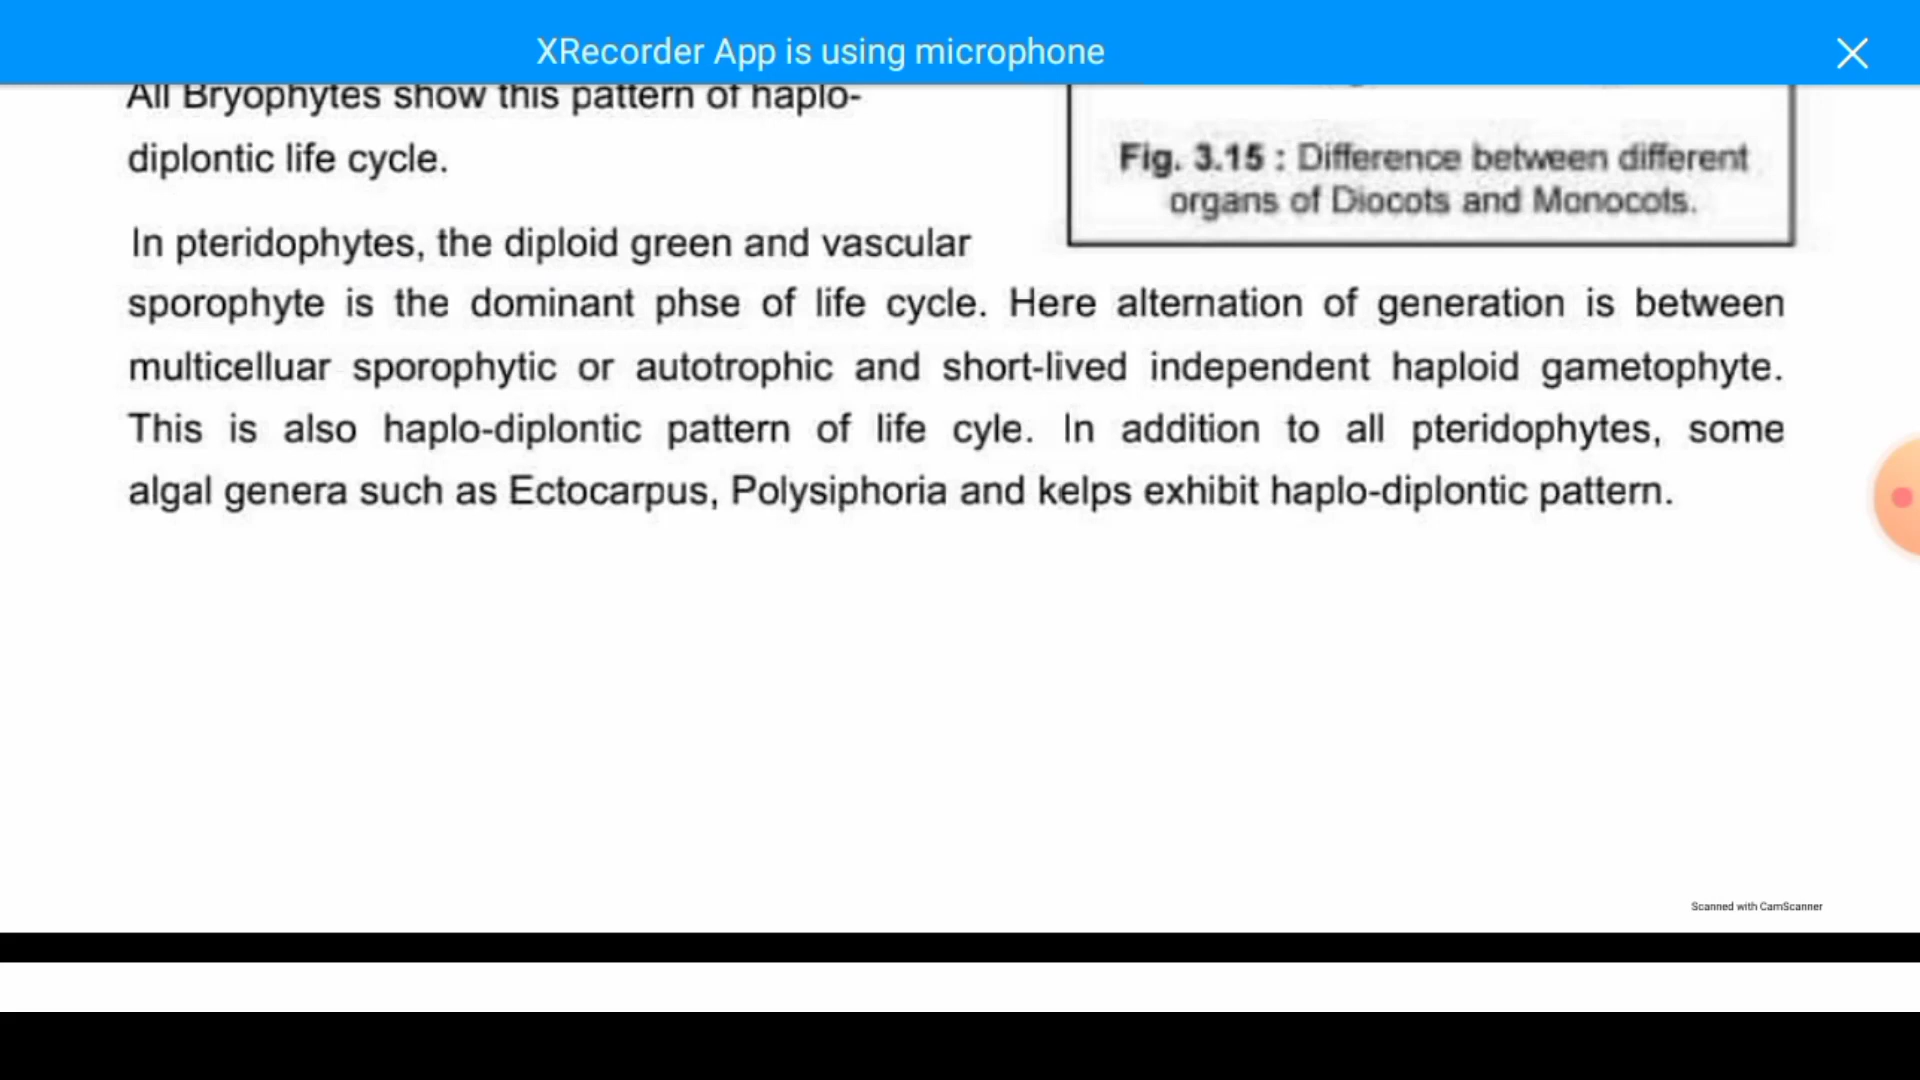 XRecorder App is using microphone
All Bryophytes show this pattern of haplo-
diplontic life cycle.
Fig. 3.15 : Difference between different
organs of Diocots and Monocots.
In pteridophytes, the diploid green and vascular
sporophyte is the dominant phse of life cycle. Here alternation of generation is between
multicelluar sporophytic or autotrophic and short-lived independent haploid gametophyte.
This is also haplo-diplontic pattern of life cyle. In addition to all pteridophytes, some
algal genera such as Ectocarpus, Polysiphoria and kelps exhibit haplo-diplontic pattern.
Scanned with CamScanner